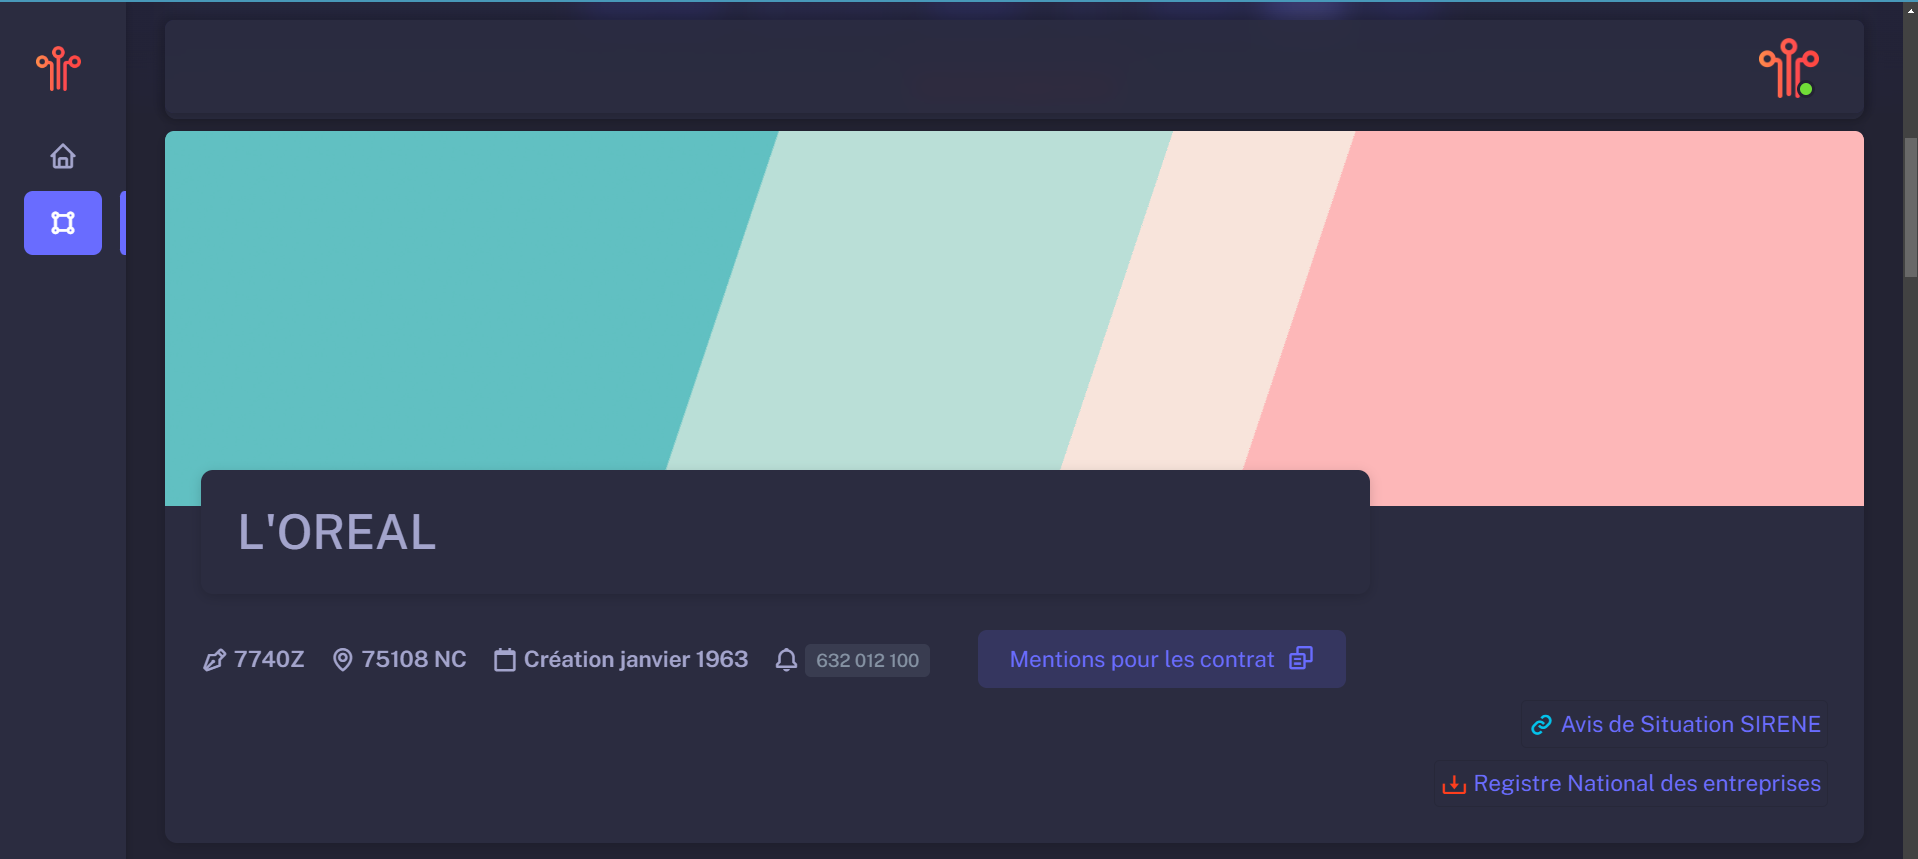 L'OREAL
7740Z 75108 NC Création janvier 1963 632 012 100 Mentions pour les contrat
Avis de Situation SIRENE
Registre National des entreprises